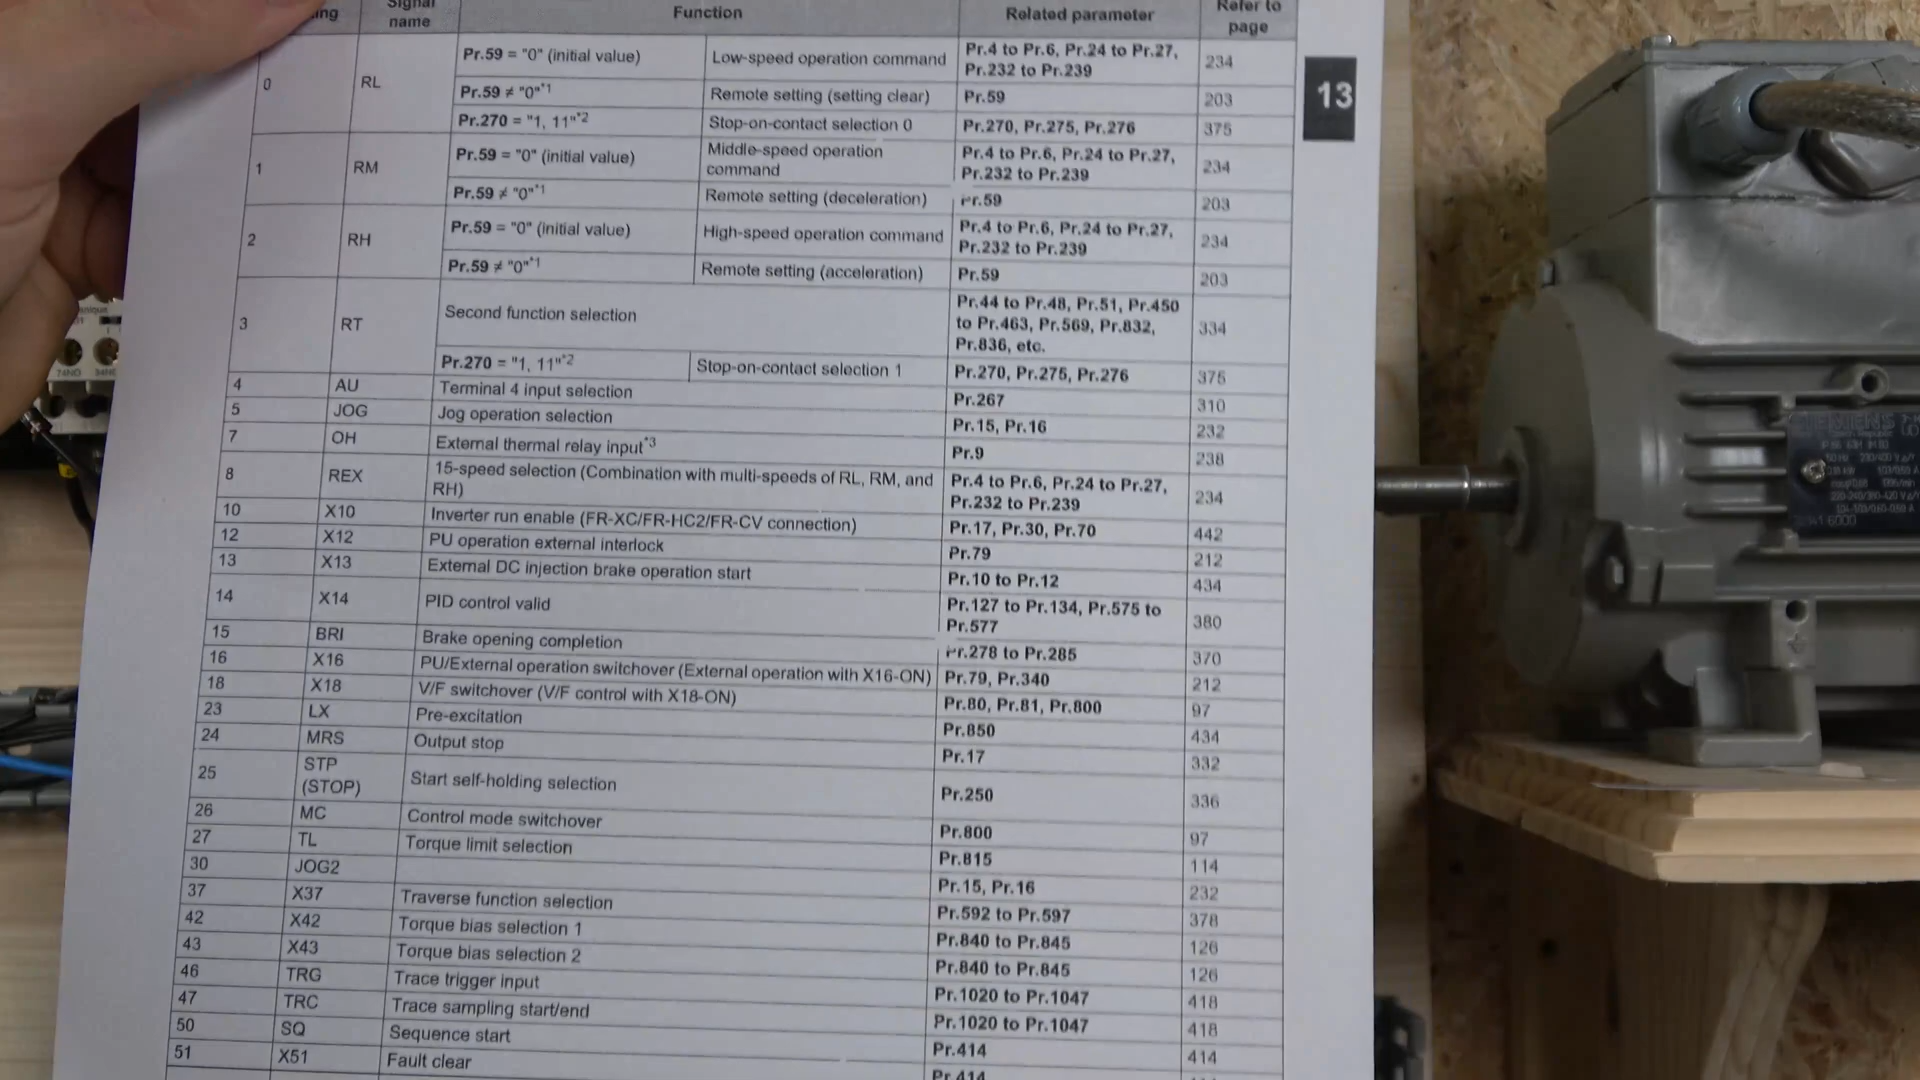 Signal
name
Function
Related parameter
Refer to
page
13
0
RL
Pr.59 = "0" (initial value)
Low-speed operation command
Pr.4 to Pr.6, Pr.24 to Pr.27,
Pr.232 to Pr.239
234
Pr.59 ≠ "0"*1
Remote setting (setting clear)
Pr.59
203
Pr.270 = "1, 11"*2
Stop-on-contact selection 0
Pr.270, Pr.275, Pr.276
375
1
RM
Pr.59 = "0" (initial value)
Middle-speed operation
command
Pr.4 to Pr.6, Pr.24 to Pr.27,
Pr.232 to Pr.239
234
Pr.59 ≠ "0"*1
Remote setting (deceleration)
Pr.59
203
2
RH
Pr.59 = "0" (initial value)
High-speed operation command
Pr.4 to Pr.6, Pr.24 to Pr.27,
Pr.232 to Pr.239
234
Pr.59 ≠ "0"*1
Remote setting (acceleration)
Pr.59
203
3
RT
Second function selection
Pr.44 to Pr.48, Pr.51, Pr.450
to Pr.463, Pr.569, Pr.832,
Pr.836, etc.
334
Pr.270 = "1, 11"*2
Stop-on-contact selection 1
Pr.270, Pr.275, Pr.276
375
4
AU
Terminal 4 input selection
Pr.267
310
5
JOG
Jog operation selection
Pr.15, Pr.16
232
7
OH
External thermal relay input*3
Pr.9
238
8
REX
15-speed selection (Combination with multi-speeds of RL, RM, and
RH)
Pr.4 to Pr.6, Pr.24 to Pr.27,
Pr.232 to Pr.239
234
10
X10
Inverter run enable (FR-XC/FR-HC2/FR-CV connection)
Pr.17, Pr.30, Pr.70
442
12
X12
PU operation external interlock
Pr.79
212
13
X13
External DC injection brake operation start
Pr.10 to Pr.12
434
14
X14
PID control valid
Pr.127 to Pr.134, Pr.575 to
Pr.577
380
15
BRI
Brake opening completion
Pr.278 to Pr.285
370
16
X16
PU/External operation switchover (External operation with X16-ON)
Pr.79, Pr.340
212
18
X18
V/F switchover (V/F control with X18-ON)
Pr.80, Pr.81, Pr.800
97
23
LX
Pre-excitation
Pr.850
434
24
MRS
Output stop
Pr.17
332
25
STP
(STOP)
Start self-holding selection
Pr.250
336
26
MC
Control mode switchover
Pr.800
97
27
TL
Torque limit selection
Pr.815
114
30
JOG2
Pr.15, Pr.16
232
37
X37
Traverse function selection
Pr.592 to Pr.597
378
42
X42
Torque bias selection 1
Pr.840 to Pr.845
126
43
X43
Torque bias selection 2
Pr.840 to Pr.845
126
46
TRG
Trace trigger input
Pr.1020 to Pr.1047
418
47
TRC
Trace sampling start/end
Pr.1020 to Pr.1047
418
50
SQ
Sequence start
Pr.414
414
51
X51
Fault clear
Pr.414
SIEMENS